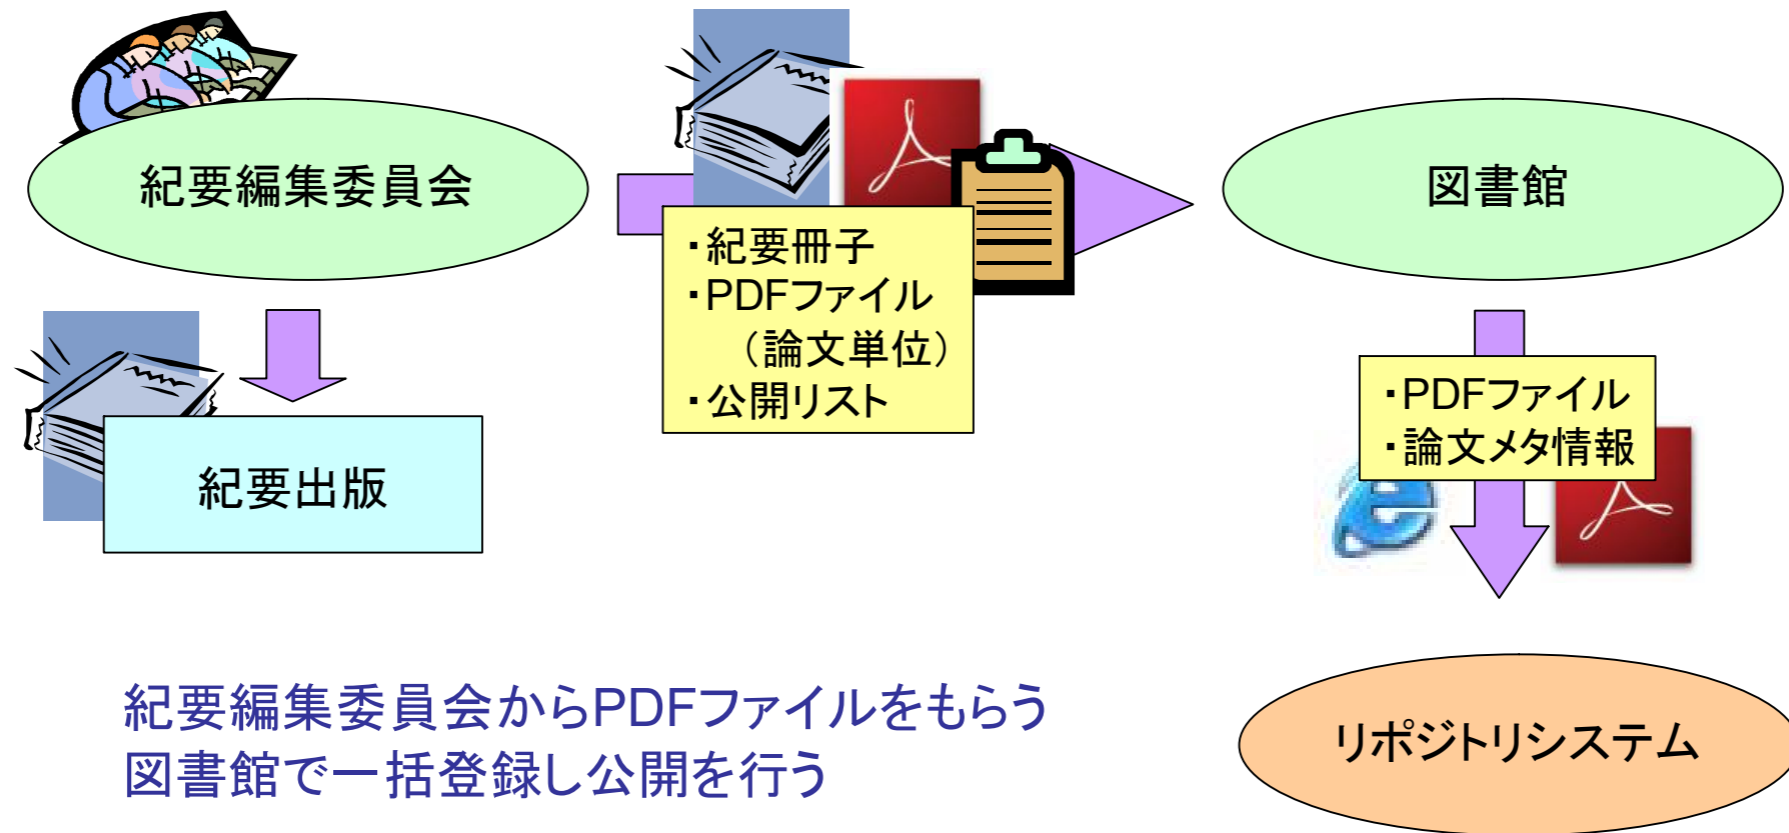 紀要編集委員会
・紀要冊子
・PDFファイル
（論文単位）
・公開リスト
図書館
紀要出版
・PDFファイル
・論文メタ情報
リポジトリシステム
紀要編集委員会からPDFファイルをもらう
図書館で一括登録し公開を行う